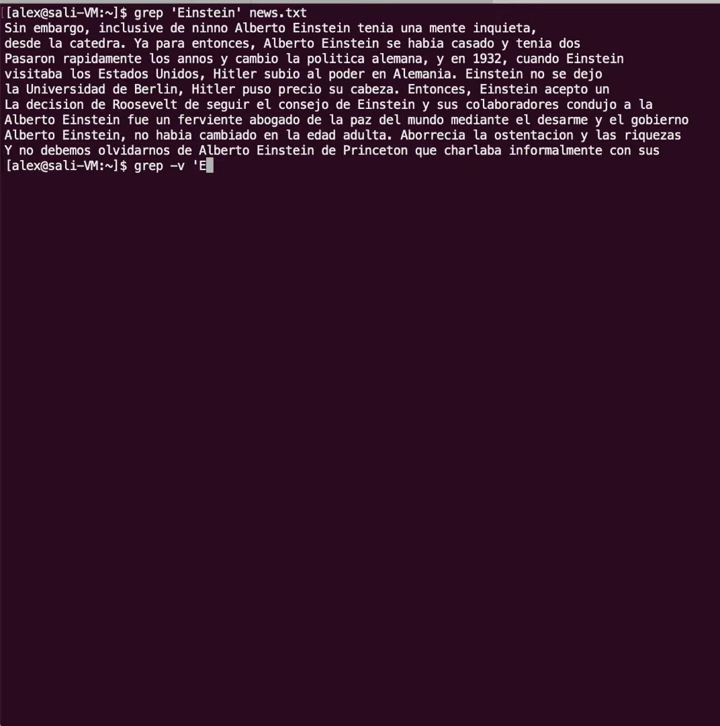 [alex@sali-VM:~]$ grep 'Einstein' news.txt
Sin embargo, inclusive de ninno Alberto Einstein tenia una mente inquieta,
desde la catedra. Ya para entonces, Alberto Einstein se habia casado y tenia dos
Pasaron rapidamente los annos y cambio la politica alemana, y en 1932, cuando Einstein
visitaba los Estados Unidos, Hitler subio al poder en Alemania. Einstein no se dejo
la Universidad de Berlin, Hitler puso precio su cabeza. Entonces, Einstein acepto un
La decision de Roosevelt de seguir el consejo de Einstein y sus colaboradores condujo a la
Alberto Einstein fue un ferviente abogado de la paz del mundo mediante el desarme y el gobierno
Alberto Einstein, no habia cambiado en la edad adulta. Aborrecia la ostentacion y las riquezas
Y no debemos olvidarnos de Alberto Einstein de Princeton que charlaba informalmente con sus
[alex@sali-VM:~]$ grep -v 'E